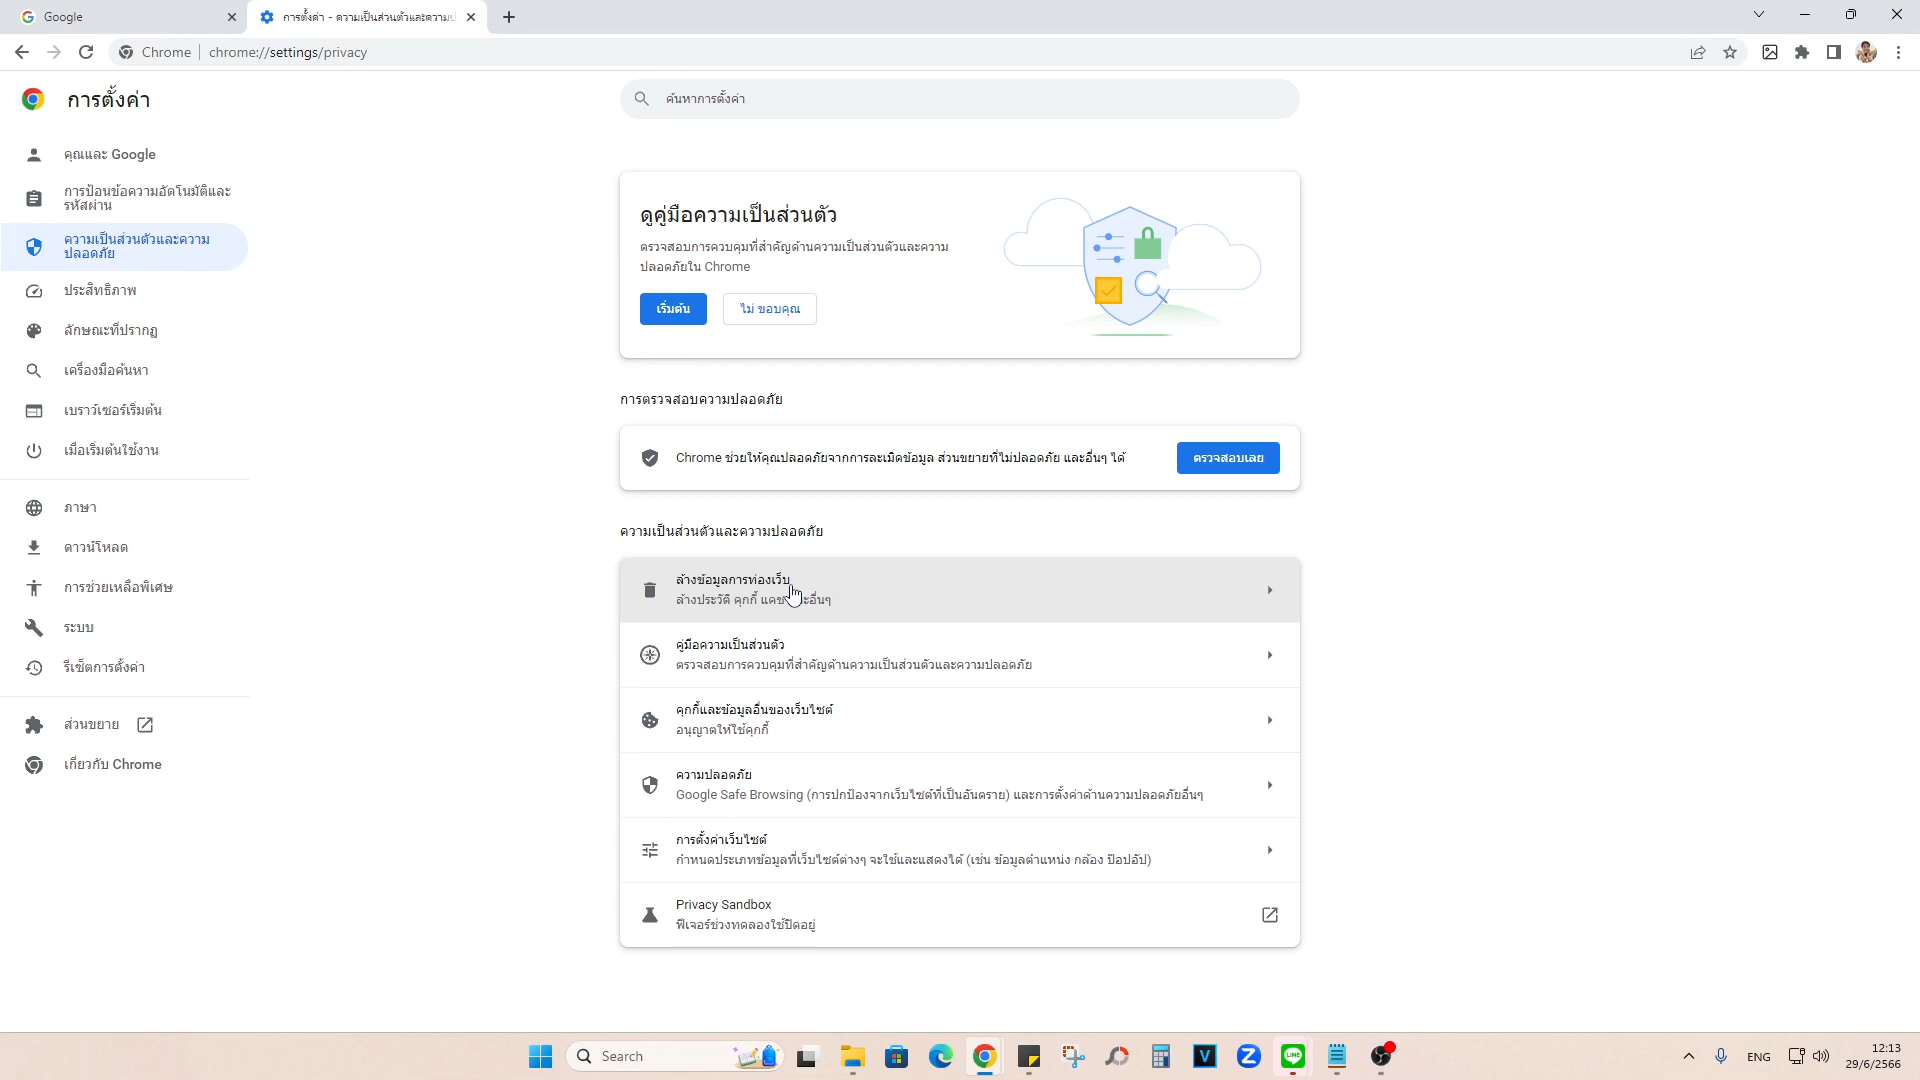 Google
การตั้งค่า - ความเป็นส่วนตัวและความป
Chrome
chrome://settings/privacy
การตั้งค่า
ค้นหาการตั้งค่า
คุณและ Google
การป้อนข้อความอัตโนมัติและ
รหัสผ่าน
ความเป็นส่วนตัวและความ
ปลอดภัย
ประสิทธิภาพ
ลักษณะที่ปรากฏ
เครื่องมือค้นหา
เบราว์เซอร์เริ่มต้น
เมื่อเริ่มต้นใช้งาน
ภาษา
ดาวน์โหลด
การช่วยเหลือพิเศษ
ระบบ
รีเซ็ตการตั้งค่า
ส่วนขยาย
เกี่ยวกับ Chrome
ดูคู่มือความเป็นส่วนตัว
ตรวจสอบการควบคุมที่สำคัญด้านความเป็นส่วนตัวและความ
ปลอดภัยใน Chrome
เริ่มต้น
ไม่ ขอบคุณ
การตรวจสอบความปลอดภัย
Chrome ช่วยให้คุณปลอดภัยจากการละเมิดข้อมูล ส่วนขยายที่ไม่ปลอดภัย และอื่นๆ ได้
ตรวจสอบเลย
ความเป็นส่วนตัวและความปลอดภัย
ล้างข้อมูลการท่องเว็บ
ล้างประวัติ คุกกี้ แคช และอื่นๆ
คู่มือความเป็นส่วนตัว
ตรวจสอบการควบคุมที่สำคัญด้านความเป็นส่วนตัวและความปลอดภัย
คุกกี้และข้อมูลอื่นของเว็บไซต์
อนุญาตให้ใช้คุกกี้
ความปลอดภัย
Google Safe Browsing (การปกป้องจากเว็บไซต์ที่เป็นอันตราย) และการตั้งค่าด้านความปลอดภัยอื่นๆ
การตั้งค่าเว็บไซต์
กำหนดประเภทข้อมูลที่เว็บไซต์ต่างๆ จะใช้และแสดงได้ (เช่น ข้อมูลตำแหน่ง กล้อง ป๊อปอัป)
Privacy Sandbox
ฟีเจอร์ช่วงทดลองใช้ปิดอยู่
Search
V
Z
LINE
ENG
12:13
29/6/2566